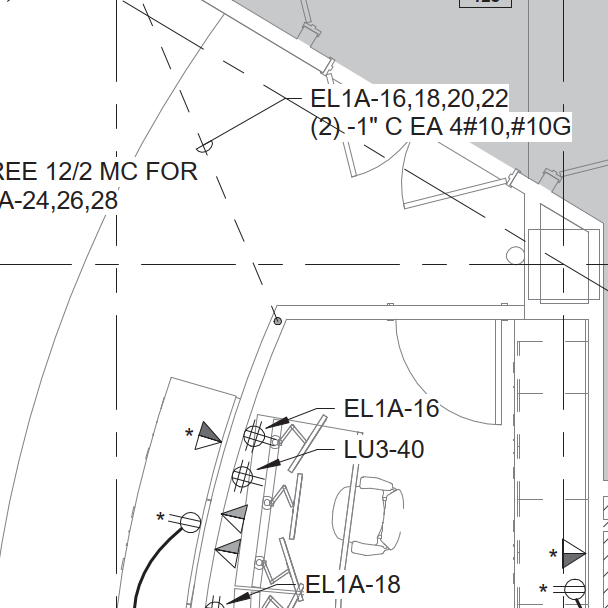 EL1A-16,18,20,22
(2) -1" C EA 4#10,#10G
REE 12/2 MC FOR
A-24,26,28
EL1A-16
LU3-40
*
*
*
*
EL1A-18